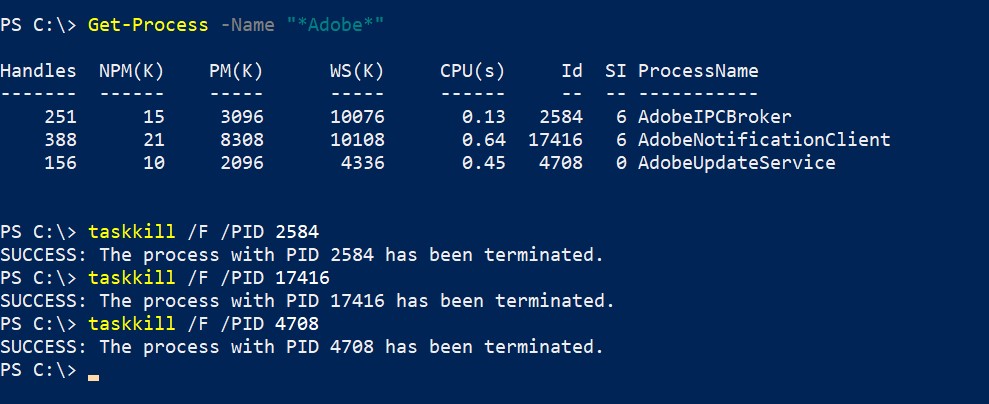 PS C:\> Get-Process -Name "*Adobe*"
Handles  NPM(K)    PM(K)      WS(K)     CPU(s)     Id  SI ProcessName
-------  ------    -----      -----     ------     --  -- -----------
    251      15     3096      10076       0.13   2584   6 AdobeIPCBroker
    388      21     8308      10108       0.64  17416   6 AdobeNotificationClient
    156      10     2096       4336       0.45   4708   0 AdobeUpdateService
PS C:\> taskkill /F /PID 2584
SUCCESS: The process with PID 2584 has been terminated.
PS C:\> taskkill /F /PID 17416
SUCCESS: The process with PID 17416 has been terminated.
PS C:\> taskkill /F /PID 4708
SUCCESS: The process with PID 4708 has been terminated.
PS C:\>